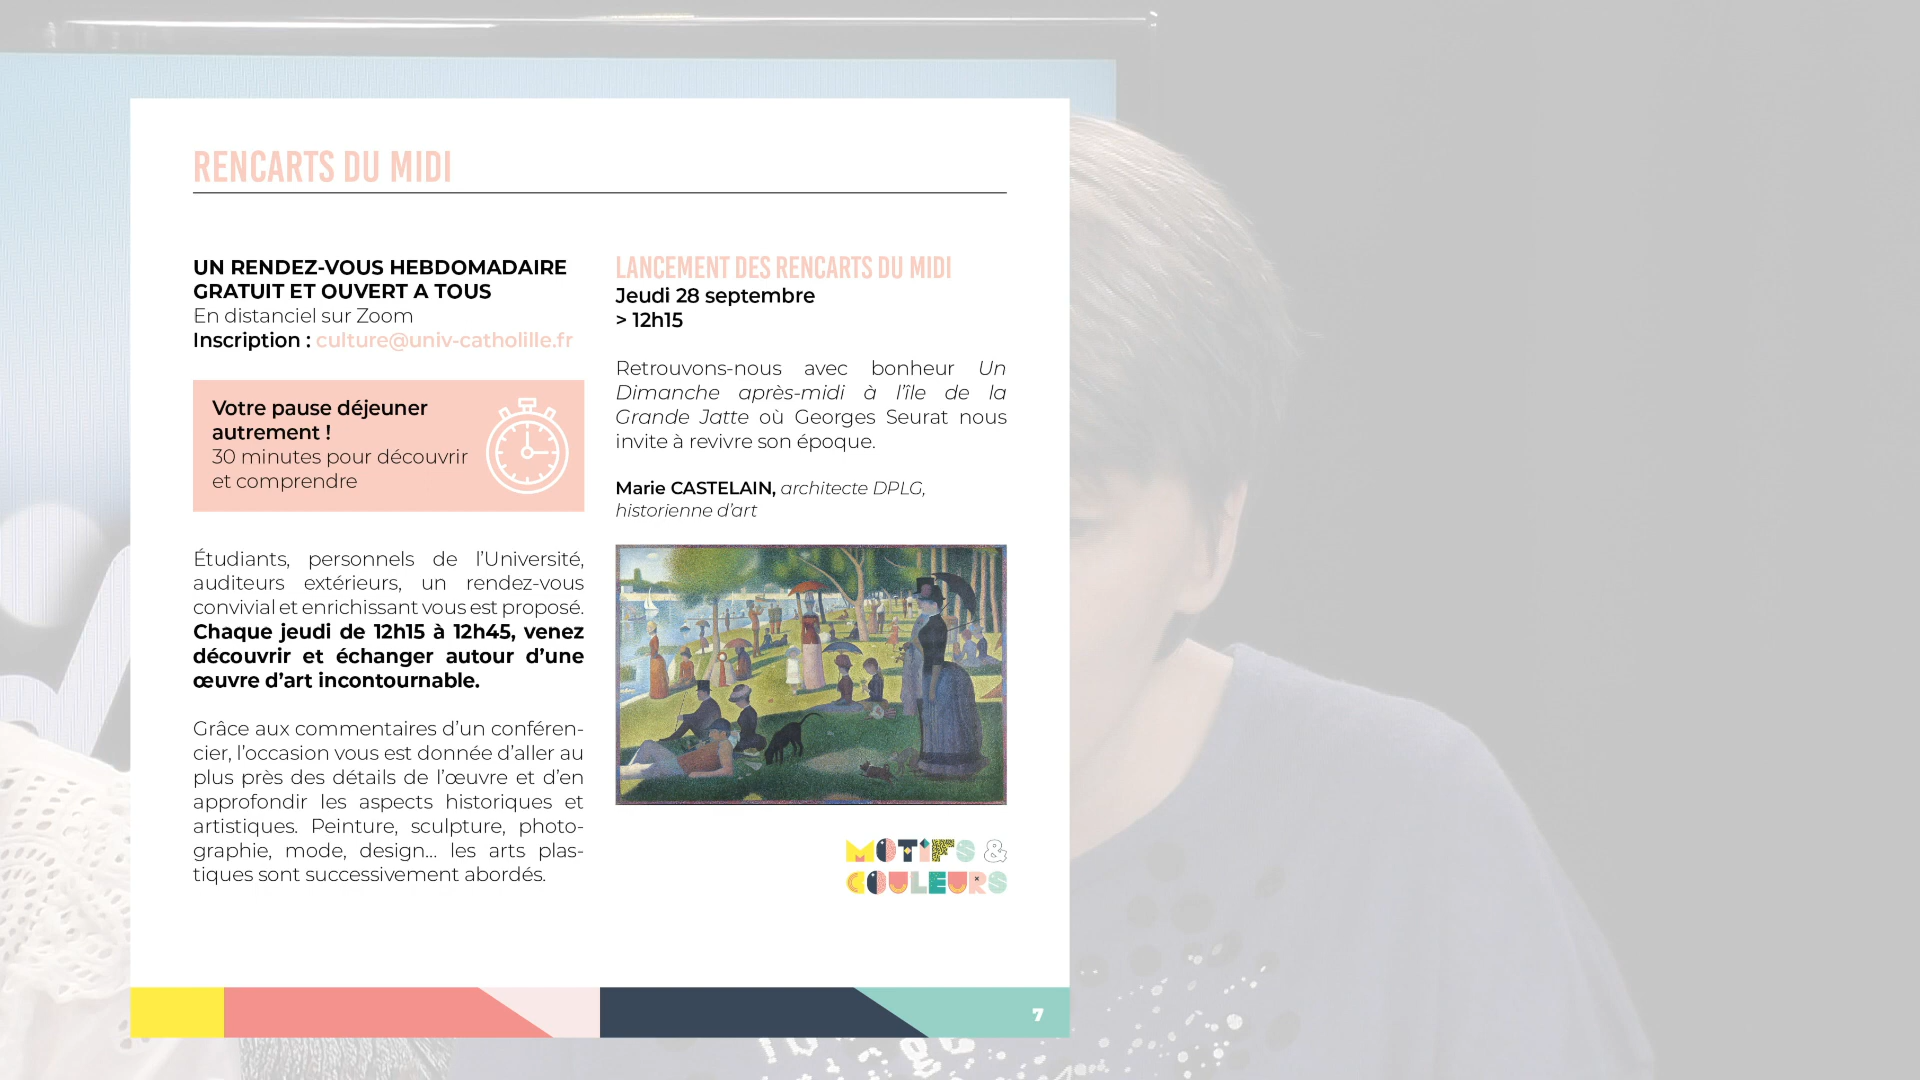 RENCARTS DU MIDI
UN RENDEZ-VOUS HEBDOMADAIRE
GRATUIT ET OUVERT A TOUS
En distanciel sur Zoom
Inscription : culture@univ-catholille.fr
Votre pause déjeuner
autrement !
30 minutes pour découvrir
et comprendre
Étudiants, personnels de l’Université,
auditeurs extérieurs, un rendez-vous
convivial et enrichissant vous est proposé.
Chaque jeudi de 12h15 à 12h45, venez
découvrir et échanger autour d’une
œuvre d’art incontournable.
Grâce aux commentaires d’un conféren-
cier, l’occasion vous est donnée d’aller au
plus près des détails de l’œuvre et d’en
approfondir les aspects historiques et
artistiques. Peinture, sculpture, photo-
graphie, mode, design... les arts plas-
tiques sont successivement abordés.
LANCEMENT DES RENCARTS DU MIDI
Jeudi 28 septembre
> 12h15
Retrouvons-nous avec bonheur Un
Dimanche après-midi à l’île de la
Grande Jatte où Georges Seurat nous
invite à revivre son époque.
Marie CASTELAIN, architecte DPLG,
historienne d’art
MOTIFS &
COULEURS
7